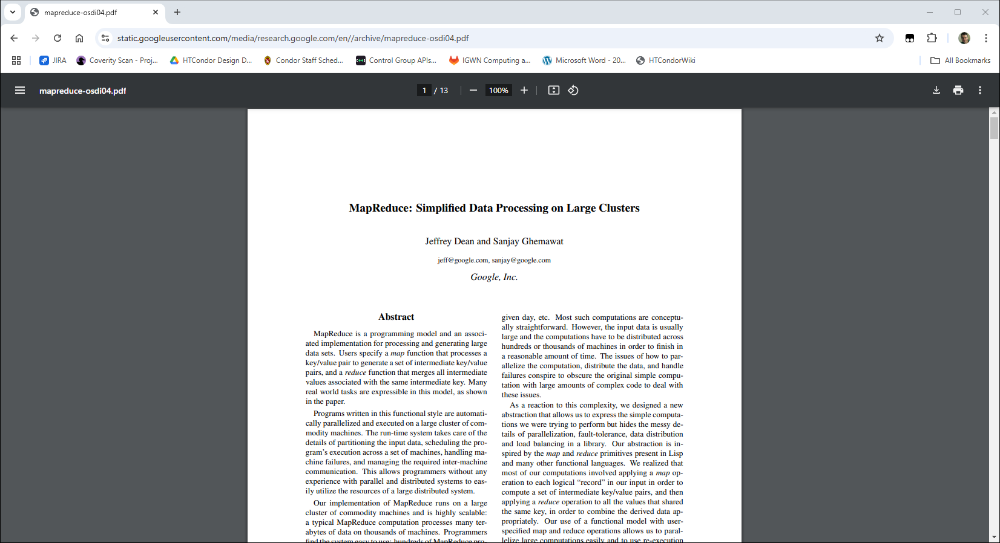 mapreduce-osdi04.pdf
static.googleusercontent.com/media/research.google.com/en//archive/mapreduce-osdi04.pdf
JIRA Coverity Scan - Proj... HTCondor Design D... Condor Staff Sched... Control Group APIs... IGWN Computing a... Microsoft Word - 20... HTCondorWiki All Bookmarks
mapreduce-osdi04.pdf 1 / 13 100%
MapReduce: Simplified Data Processing on Large Clusters
Jeffrey Dean and Sanjay Ghemawat
jeff@google.com, sanjay@google.com
Google, Inc.
Abstract
MapReduce is a programming model and an associ-
ated implementation for processing and generating large
data sets. Users specify a map function that processes a
key/value pair to generate a set of intermediate key/value
pairs, and a reduce function that merges all intermediate
values associated with the same intermediate key. Many
real world tasks are expressible in this model, as shown
in the paper.
Programs written in this functional style are automati-
cally parallelized and executed on a large cluster of com-
modity machines. The run-time system takes care of the
details of partitioning the input data, scheduling the pro-
gram's execution across a set of machines, handling ma-
chine failures, and managing the required inter-machine
communication. This allows programmers without any
experience with parallel and distributed systems to eas-
ily utilize the resources of a large distributed system.
Our implementation of MapReduce runs on a large
cluster of commodity machines and is highly scalable:
a typical MapReduce computation processes many ter-
abytes of data on thousands of machines. Programmers
find the system easy to use: hundreds of MapReduce pro-
given day, etc. Most such computations are conceptu-
ally straightforward. However, the input data is usually
large and the computations have to be distributed across
hundreds or thousands of machines in order to finish in
a reasonable amount of time. The issues of how to par-
allelize the computation, distribute the data, and handle
failures conspire to obscure the original simple compu-
tation with large amounts of complex code to deal with
these issues.
As a reaction to this complexity, we designed a new
abstraction that allows us to express the simple computa-
tions we were trying to perform but hides the messy de-
tails of parallelization, fault-tolerance, data distribution
and load balancing in a library. Our abstraction is in-
spired by the map and reduce primitives present in Lisp
and many other functional languages. We realized that
most of our computations involved applying a map op-
eration to each logical “record” in our input in order to
compute a set of intermediate key/value pairs, and then
applying a reduce operation to all the values that shared
the same key, in order to combine the derived data ap-
propriately. Our use of a functional model with user-
specified map and reduce operations allows us to paral-
lelize large computations easily and to use re-execution